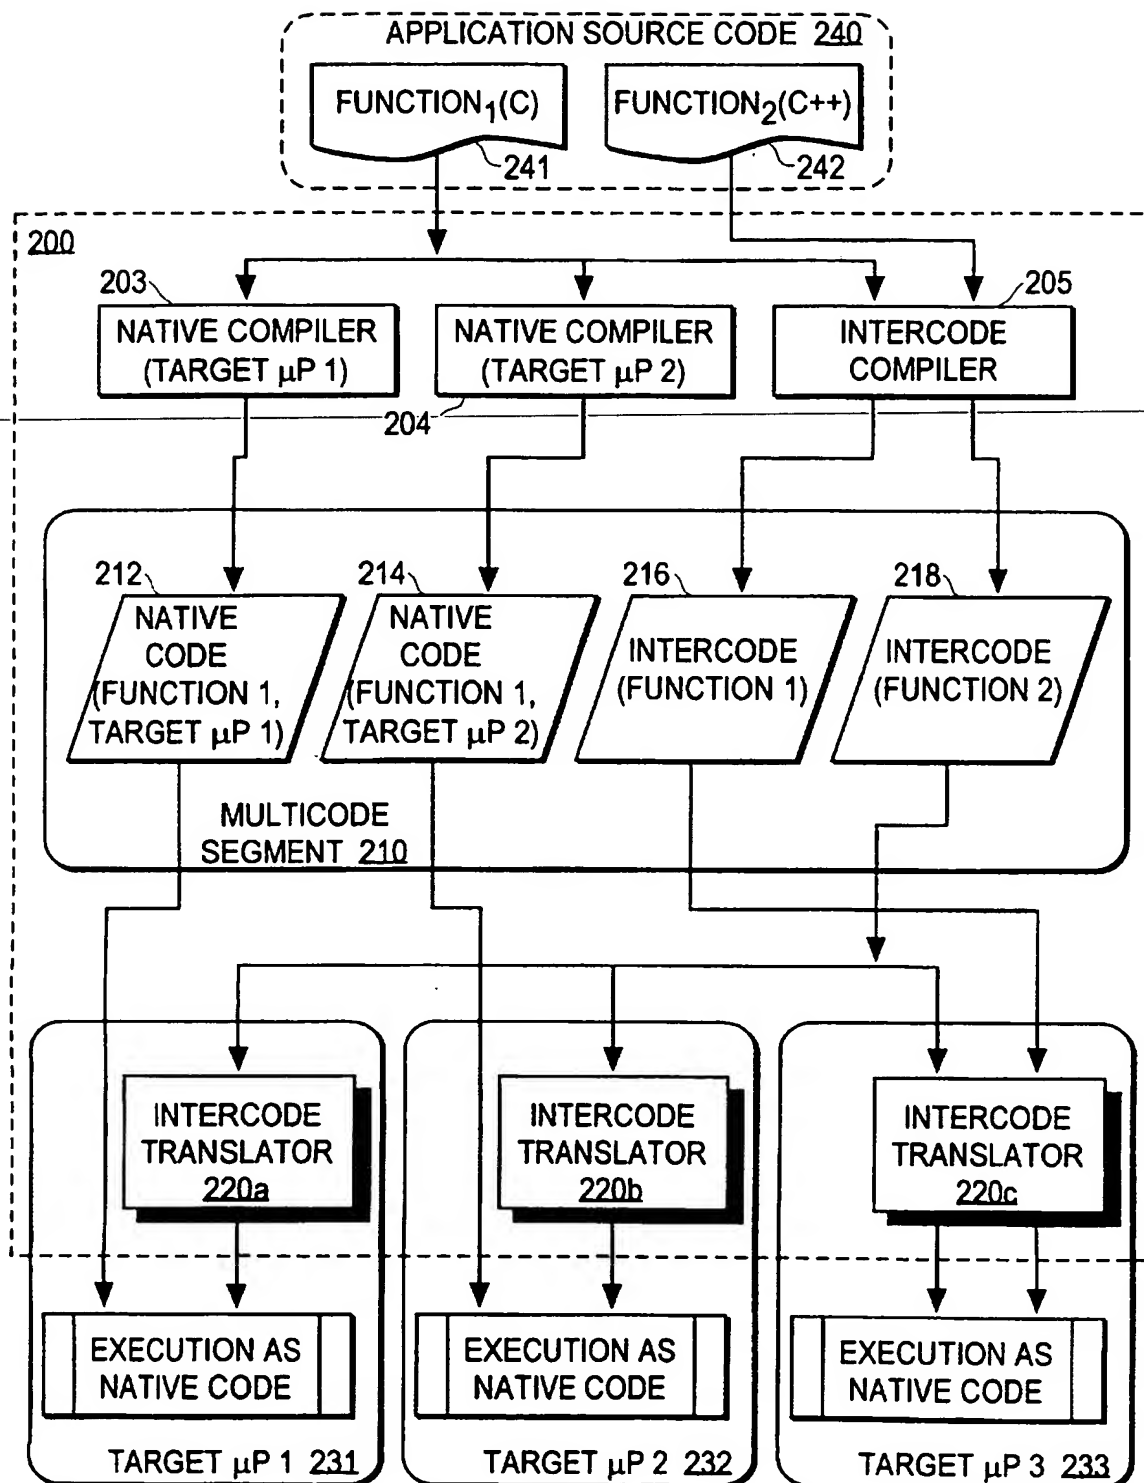 APPLICATION SOURCE CODE 240
FUNCTION1(C)
FUNCTION2(C++)
241
242
200
203
205
NATIVE COMPILER
(TARGET μP 1)
NATIVE COMPILER
(TARGET μP 2)
INTERCODE
COMPILER
204
212
214
216
218
NATIVE
CODE
(FUNCTION 1,
TARGET μP 1)
NATIVE
CODE
(FUNCTION 1,
TARGET μP 2)
INTERCODE
(FUNCTION 1)
INTERCODE
(FUNCTION 2)
MULTICODE
SEGMENT 210
INTERCODE
TRANSLATOR
220a
INTERCODE
TRANSLATOR
220b
INTERCODE
TRANSLATOR
220c
EXECUTION AS
NATIVE CODE
EXECUTION AS
NATIVE CODE
EXECUTION AS
NATIVE CODE
TARGET μP 1 231
TARGET μP 2 232
TARGET μP 3 233